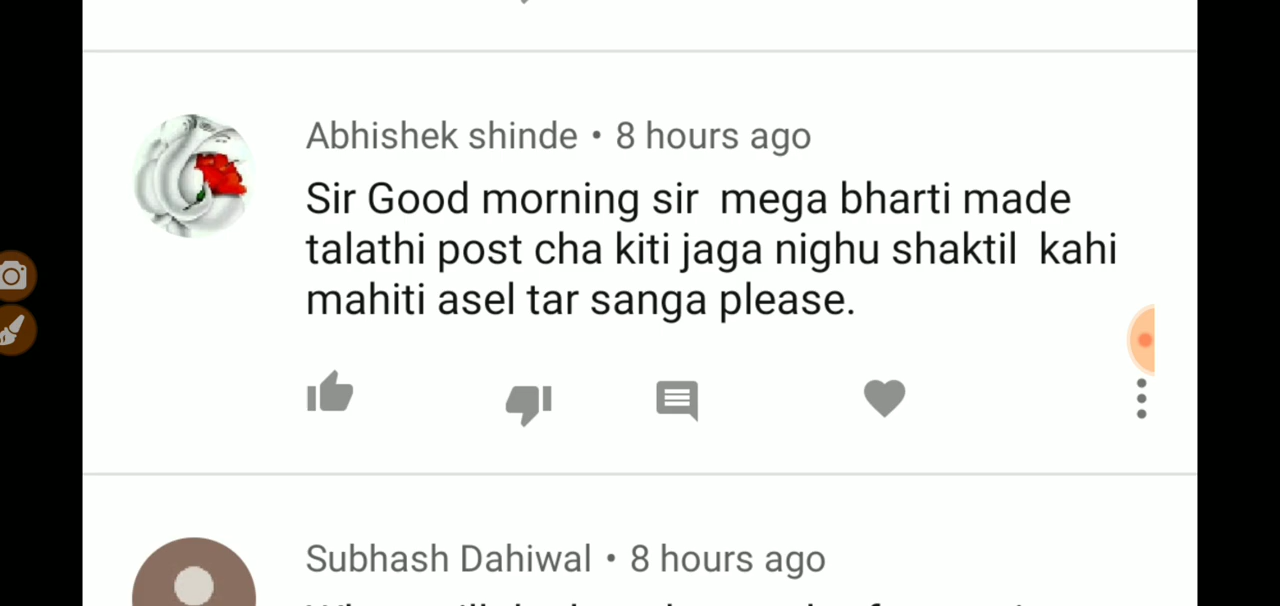 Abhishek shinde • 8 hours ago
Sir Good morning sir  mega bharti made
talathi post cha kiti jaga nighu shaktil  kahi
mahiti asel tar sanga please.
Subhash Dahiwal • 8 hours ago